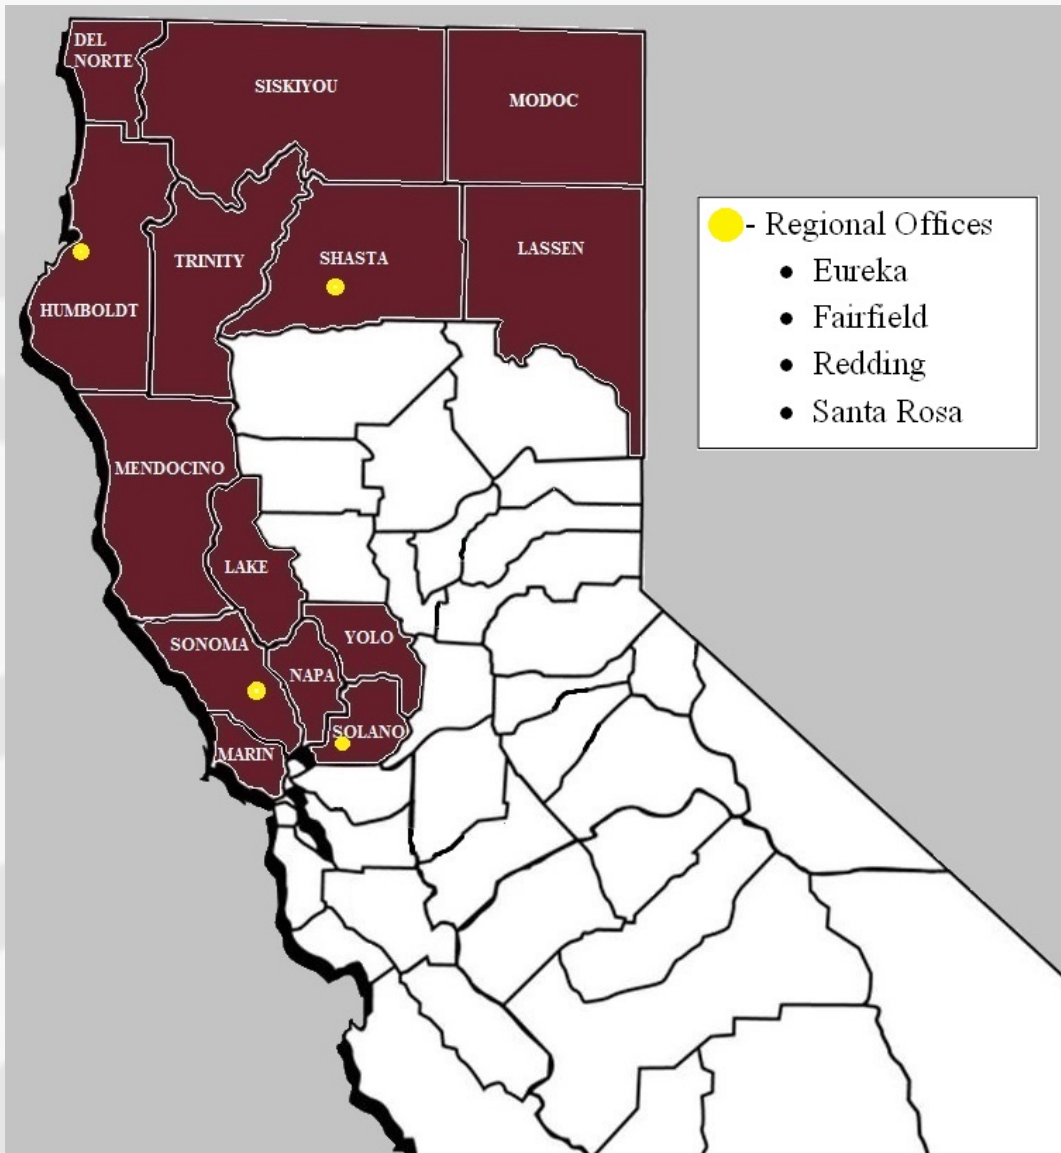 DEL
NORTE
SISKIYOU
MODOC
TRINITY
SHASTA
LASSEN
HUMBOLDT
MENDOCINO
LAKE
SONOMA
YOLO
NAPA
SOLANO
MARIN
- Regional Offices
• Eureka
• Fairfield
• Redding
• Santa Rosa